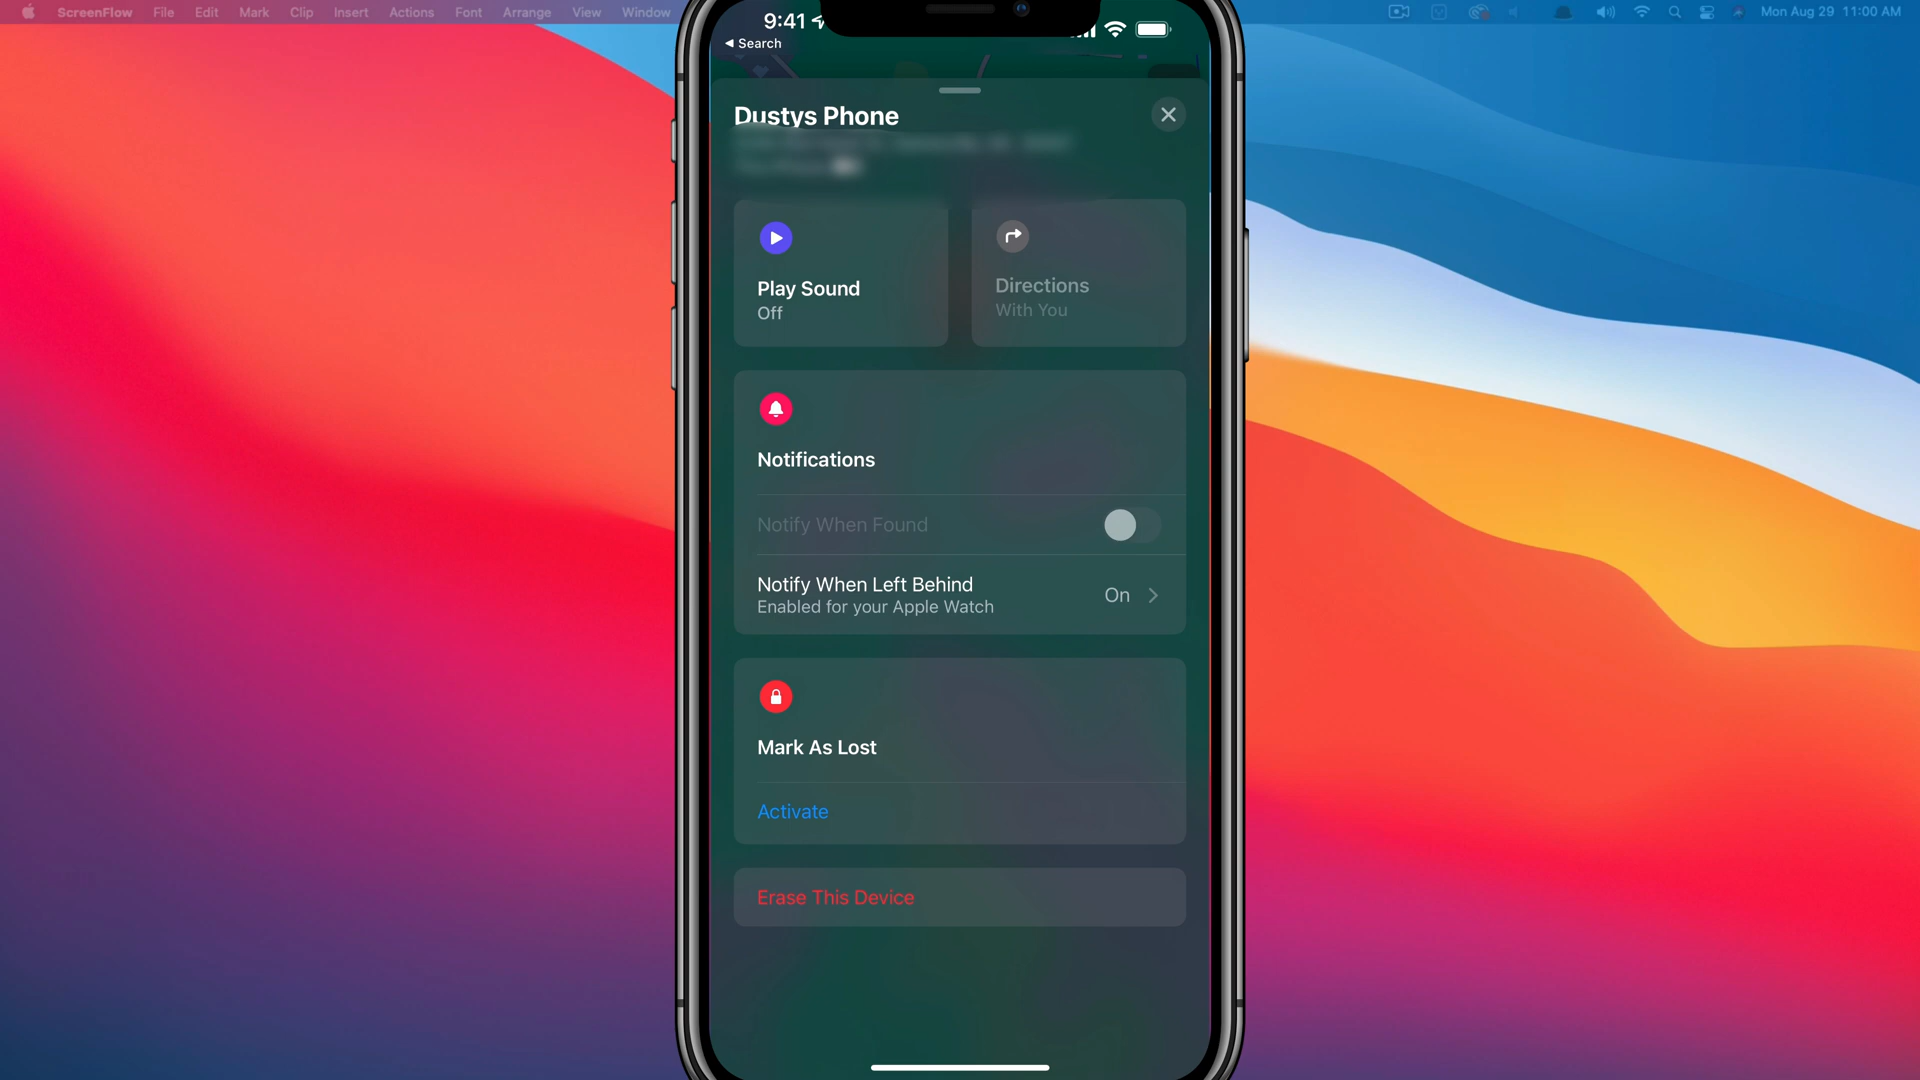 ScreenFlow File Edit Mark Clip Insert Actions Font Arrange View Window
Mon Aug 29 11:00 AM
9:41
Search
Dustys Phone
Play Sound
Off
Directions
With You
Notifications
Notify When Found
Notify When Left Behind
Enabled for your Apple Watch
On
Mark As Lost
Activate
Erase This Device